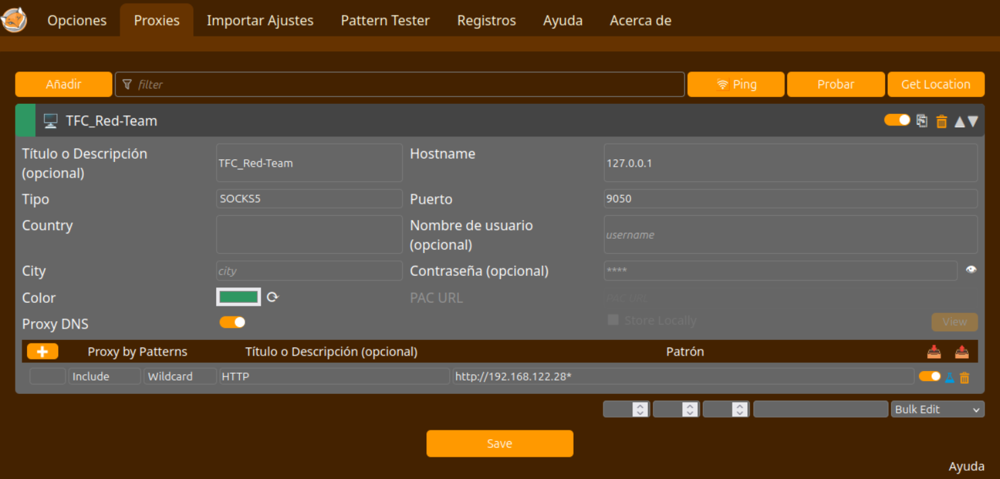 Opciones Proxies Importar Ajustes Pattern Tester Registros Ayuda Acerca de
Añadir filter Ping Probar Get Location
TFC_Red-Team
Título o Descripción (opcional) TFC_Red-Team Hostname 127.0.0.1
Tipo SOCKS5 Puerto 9050
Country Nombre de usuario (opcional) username
City city Contraseña (opcional) ****
Color PAC URL PAC URL
Proxy DNS Store Locally View
Proxy by Patterns Título o Descripción (opcional) Patrón
Include Wildcard HTTP http://192.168.122.28*
Bulk Edit
Save
Ayuda